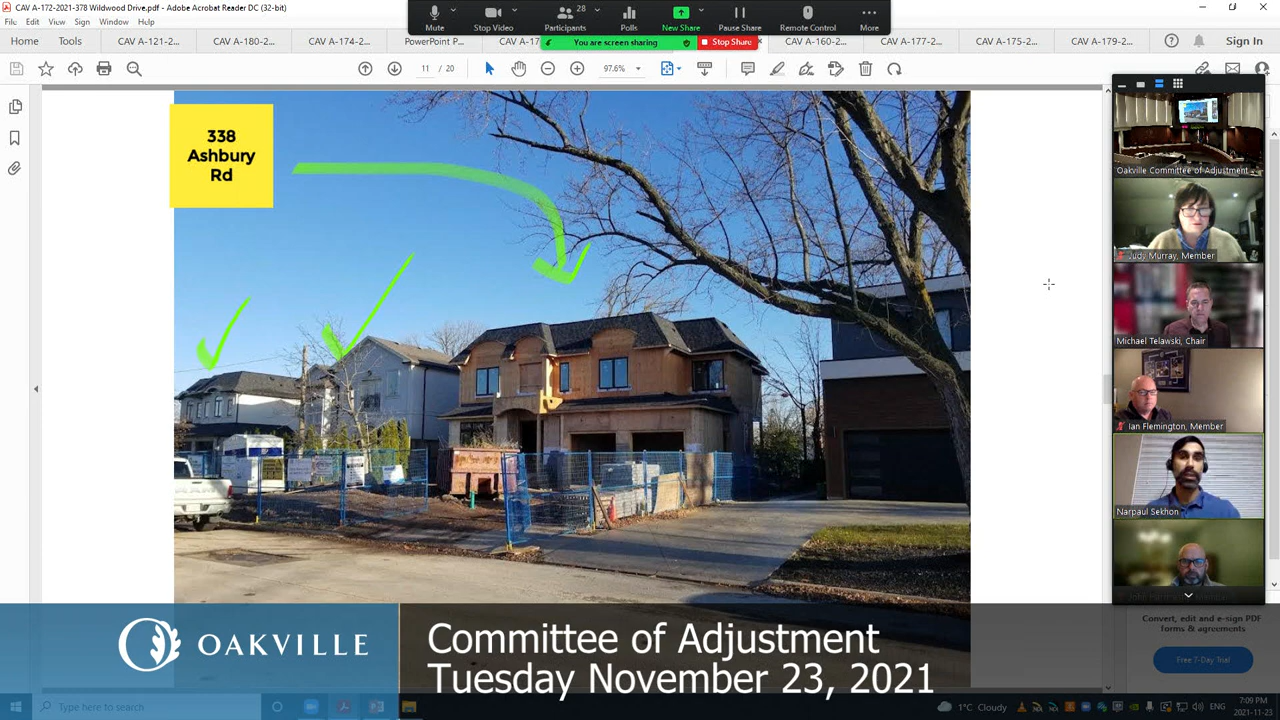 CAV A-172-2021-378 Wildwood Drive.pdf - Adobe Acrobat Reader DC (32-bit)
File Edit View Sign Window Help
Mute
Stop Video
28
Participants
Polls
New Share
Pause Share
Remote Control
More
You are screen sharing
Stop Share
Home Tools
CAV A-121-2...
CAV A-180-2...
CAV A-174-2...
PowerPoint P...
CAV A-17
CAV A-160-2...
CAV A-177-2...
CAV A-175-2...
CAV A-179-2...
Sign In
11 / 20
97.6%
338
Ashbury
Rd
Oakville Committee of Adjustment
Judy Murray, Member
Michael Telawski, Chair
Ian Flemington, Member
Narpaul Sekhon
Convert, edit and e-sign PDF
forms & agreements
Free 7-Day Trial
OAKVILLE
Committee of Adjustment
Tuesday November 23, 2021
Type here to search
1°C Cloudy
ENG
7:09 PM
2021-11-23